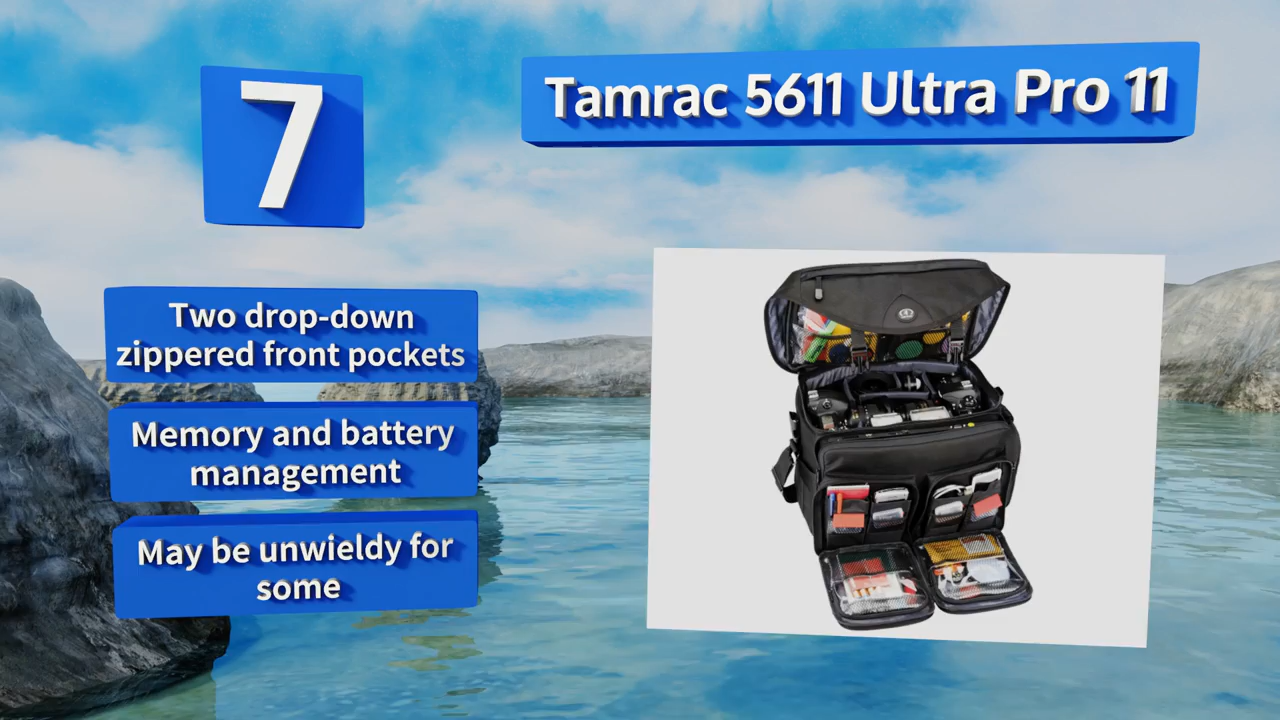 7
Tamrac 5611 Ultra Pro 11
Two drop-down
zippered front pockets
Memory and battery
management
May be unwieldy for
some